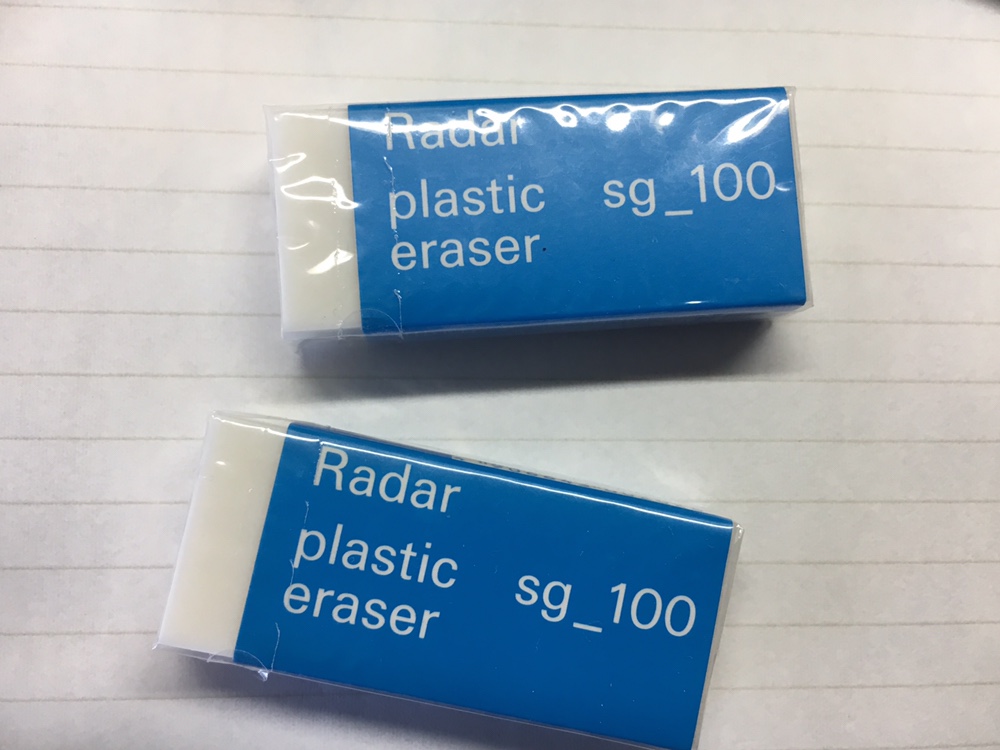 Radar
plastic
eraser
sg_100
Radar
plastic
eraser
sg_100